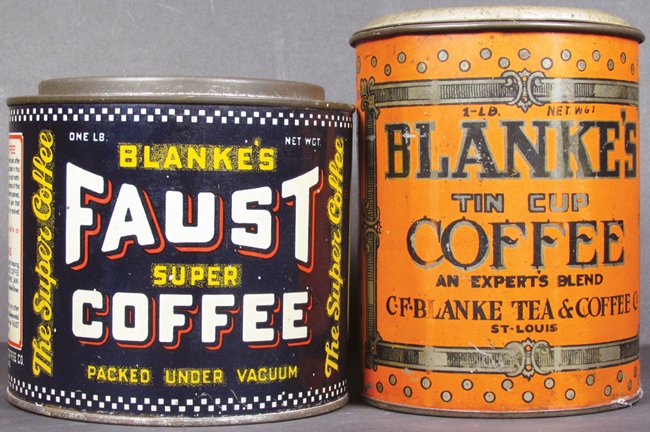 ONE LB. NET WGT.
BLANKE'S
FAUST
SUPER
COFFEE
PACKED UNDER VACUUM
The Super Coffee
The Super Coffee
1-LB. NET. WGT
BLANKE'S
TIN CUP
COFFEE
AN EXPERT'S BLEND
C·F·BLANKE TEA & COFFEE
ST-LOUIS